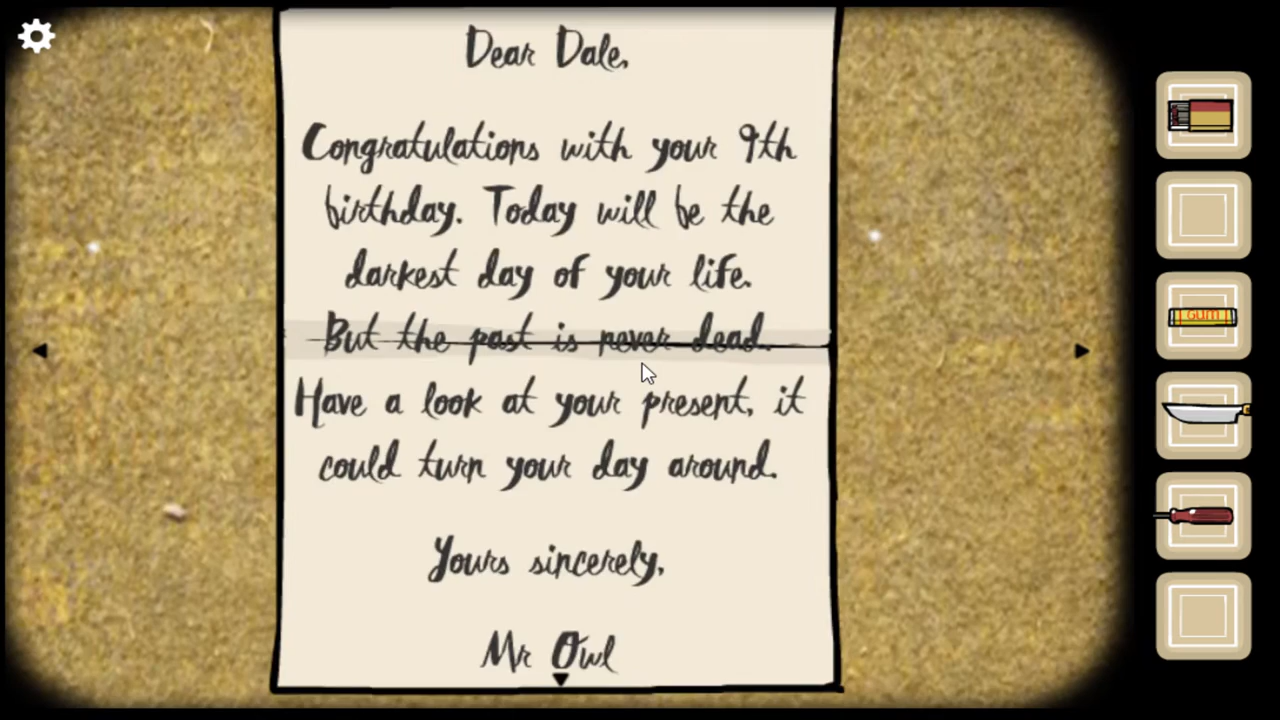 Dear Dale,
Congratulations with your 9th
birthday. Today will be the
darkest day of your life.
But the past is never dead.
Have a look at your present, it
could turn your day around.
Yours sincerely,
Mr Owl
GUM